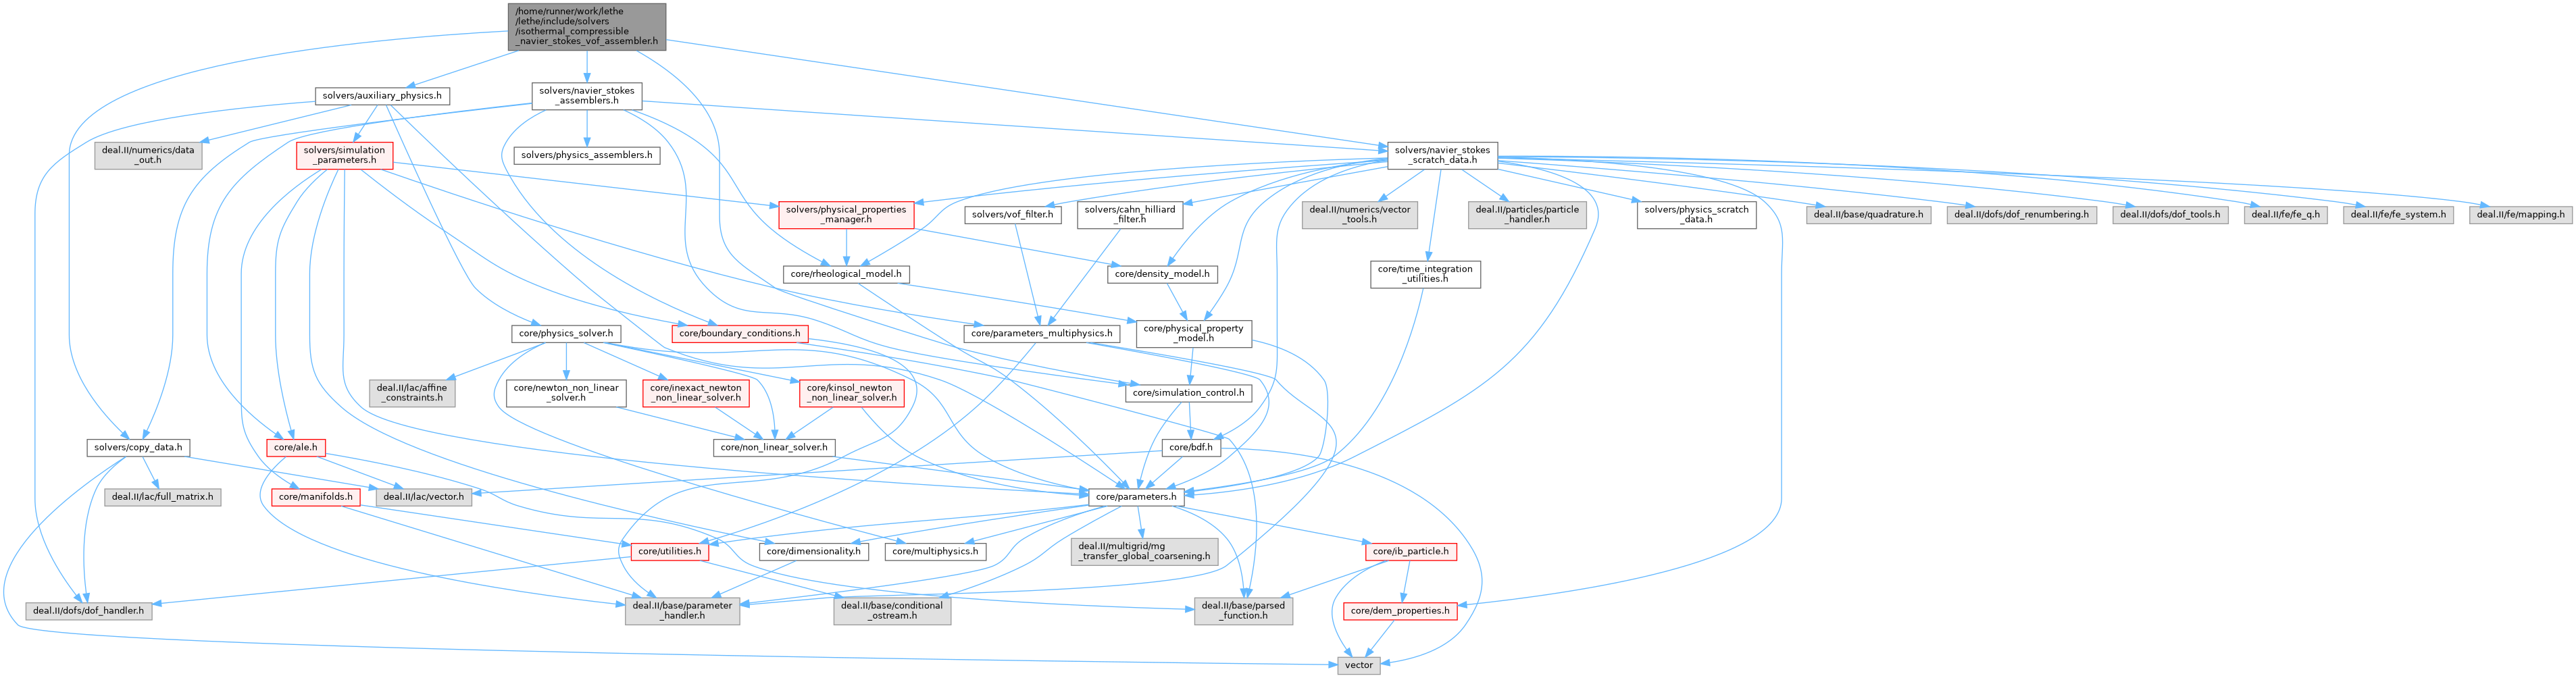 /home/runner/work/lethe
/lethe/include/solvers
/isothermal_compressible
_navier_stokes_vof_assembler.h
solvers/auxiliary_physics.h
solvers/navier_stokes
_assemblers.h
deal.II/numerics/data
_out.h
solvers/simulation
_parameters.h
solvers/physics_assemblers.h
solvers/navier_stokes
_scratch_data.h
solvers/physical_properties
_manager.h
solvers/vof_filter.h
solvers/cahn_hilliard
_filter.h
deal.II/numerics/vector
_tools.h
deal.II/particles/particle
_handler.h
solvers/physics_scratch
_data.h
deal.II/base/quadrature.h
deal.II/dofs/dof_renumbering.h
deal.II/dofs/dof_tools.h
deal.II/fe/fe_q.h
deal.II/fe/fe_system.h
deal.II/fe/mapping.h
core/rheological_model.h
core/density_model.h
core/time_integration
_utilities.h
core/physics_solver.h
core/boundary_conditions.h
core/parameters_multiphysics.h
core/physical_property
_model.h
deal.II/lac/affine
_constraints.h
core/newton_non_linear
_solver.h
core/inexact_newton
_non_linear_solver.h
core/kinsol_newton
_non_linear_solver.h
core/simulation_control.h
solvers/copy_data.h
core/ale.h
core/non_linear_solver.h
core/bdf.h
deal.II/lac/full_matrix.h
core/manifolds.h
deal.II/lac/vector.h
core/parameters.h
core/utilities.h
core/dimensionality.h
core/multiphysics.h
deal.II/multigrid/mg
_transfer_global_coarsening.h
core/ib_particle.h
deal.II/dofs/dof_handler.h
deal.II/base/parameter
_handler.h
deal.II/base/conditional
_ostream.h
deal.II/base/parsed
_function.h
core/dem_properties.h
vector